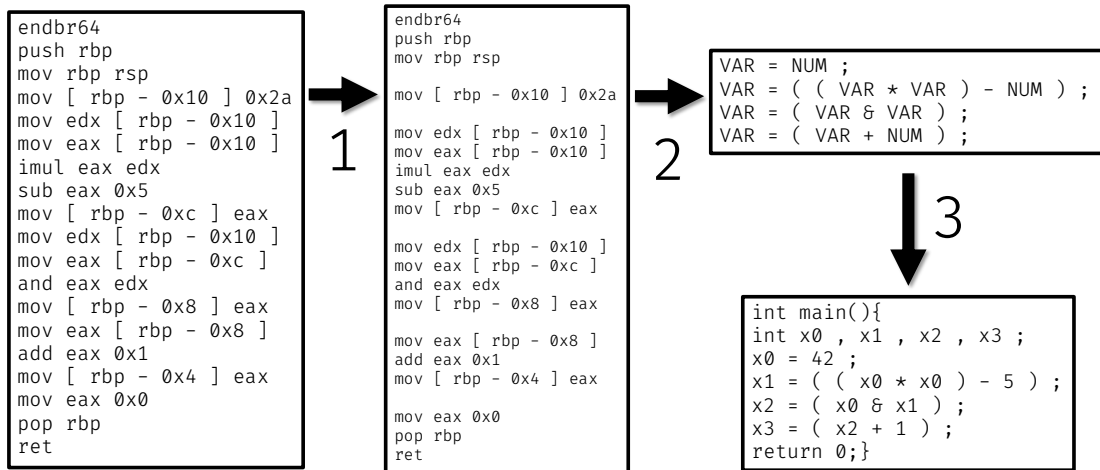 endbr64
push rbp
mov rbp rsp
mov [ rbp - 0x10 ] 0x2a
mov edx [ rbp - 0x10 ]
mov eax [ rbp - 0x10 ]
imul eax edx
sub eax 0x5
mov [ rbp - 0xc ] eax
mov edx [ rbp - 0x10 ]
mov eax [ rbp - 0xc ]
and eax edx
mov [ rbp - 0x8 ] eax
mov eax [ rbp - 0x8 ]
add eax 0x1
mov [ rbp - 0x4 ] eax
mov eax 0x0
pop rbp
ret
1
endbr64
push rbp
mov rbp rsp
mov [ rbp - 0x10 ] 0x2a
mov edx [ rbp - 0x10 ]
mov eax [ rbp - 0x10 ]
imul eax edx
sub eax 0x5
mov [ rbp - 0xc ] eax
mov edx [ rbp - 0x10 ]
mov eax [ rbp - 0xc ]
and eax edx
mov [ rbp - 0x8 ] eax
mov eax [ rbp - 0x8 ]
add eax 0x1
mov [ rbp - 0x4 ] eax
mov eax 0x0
pop rbp
ret
2
VAR = NUM ;
VAR = ( ( VAR * VAR ) - NUM ) ;
VAR = ( VAR & VAR ) ;
VAR = ( VAR + NUM ) ;
3
int main(){
int x0 , x1 , x2 , x3 ;
x0 = 42 ;
x1 = ( ( x0 * x0 ) - 5 ) ;
x2 = ( x0 & x1 ) ;
x3 = ( x2 + 1 ) ;
return 0;}